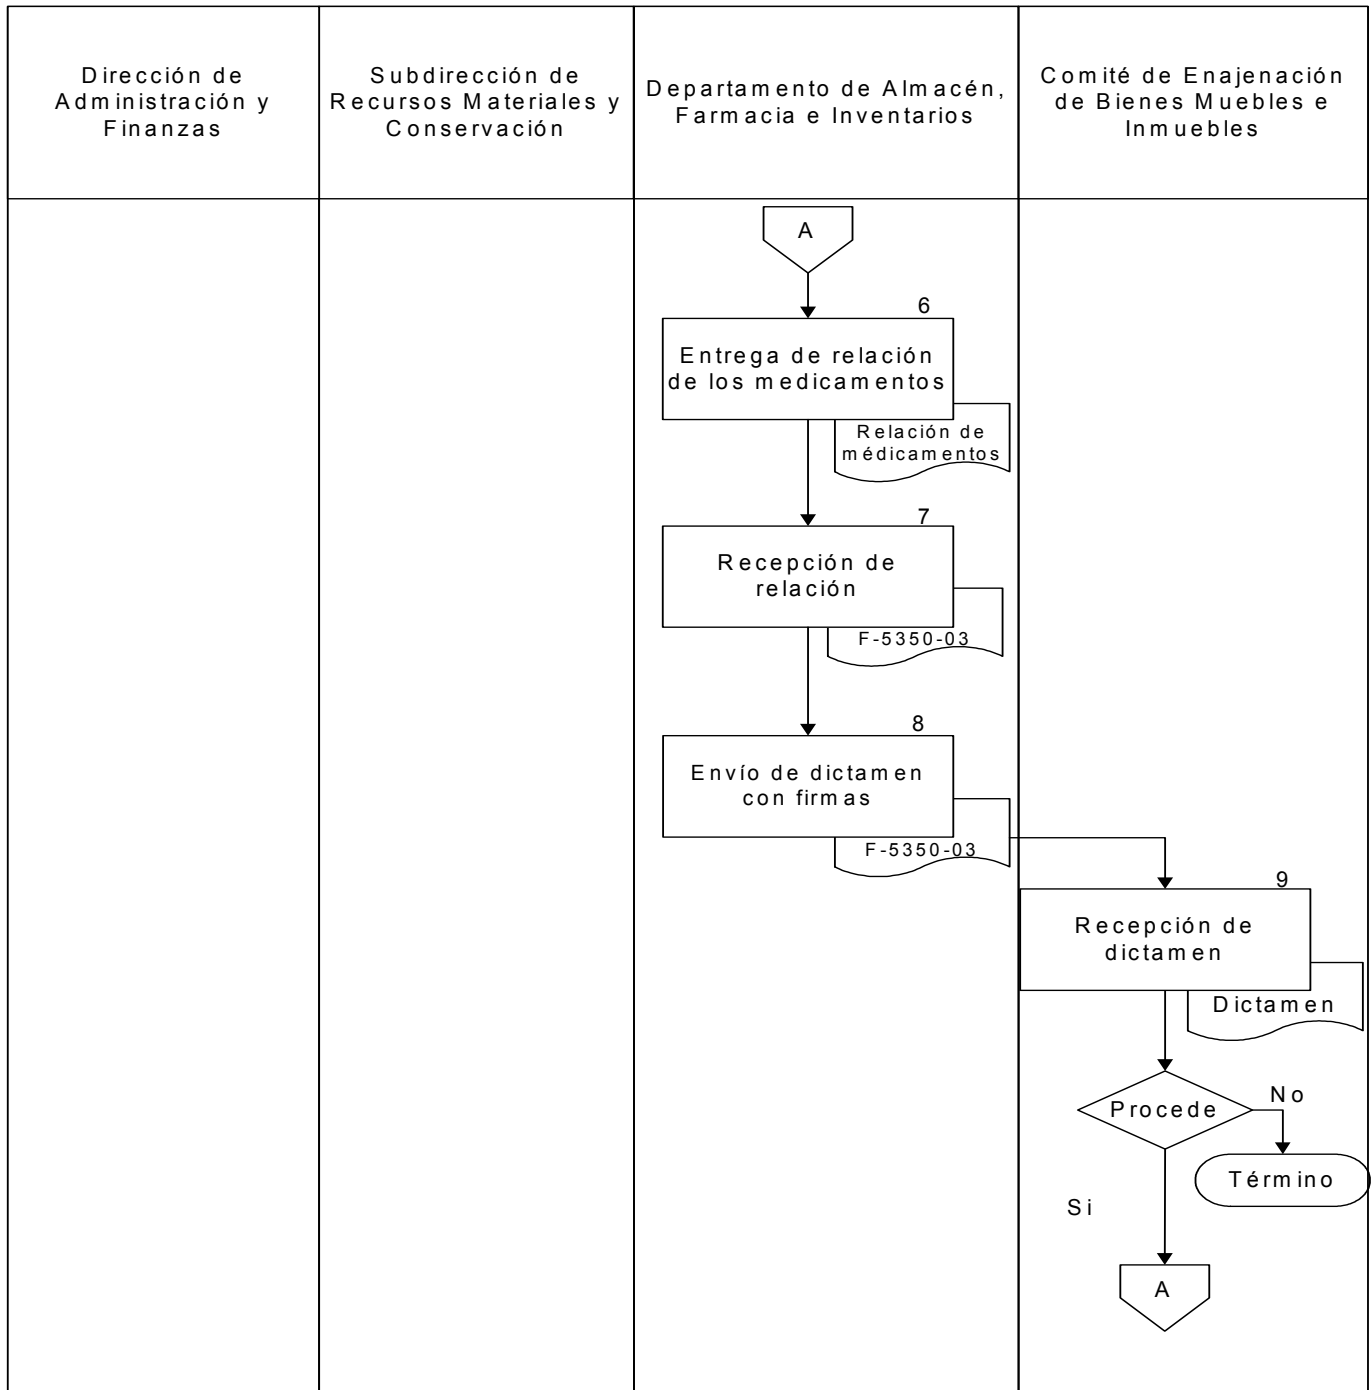 Dirección de
Administración y
Finanzas
Subdirección de
Recursos Materiales y
Conservación
Departamento de Almacén,
Farmacia e Inventarios
Comité de Enajenación
de Bienes Muebles e
Inmuebles
A
6
Entrega de relación
de los medicamentos
Relación de
médicamentos
7
Recepción de
relación
F-5350-03
8
Envío de dictamen
con firmas
F-5350-03
9
Recepción de
dictamen
Dictamen
Procede
No
Término
Si
A